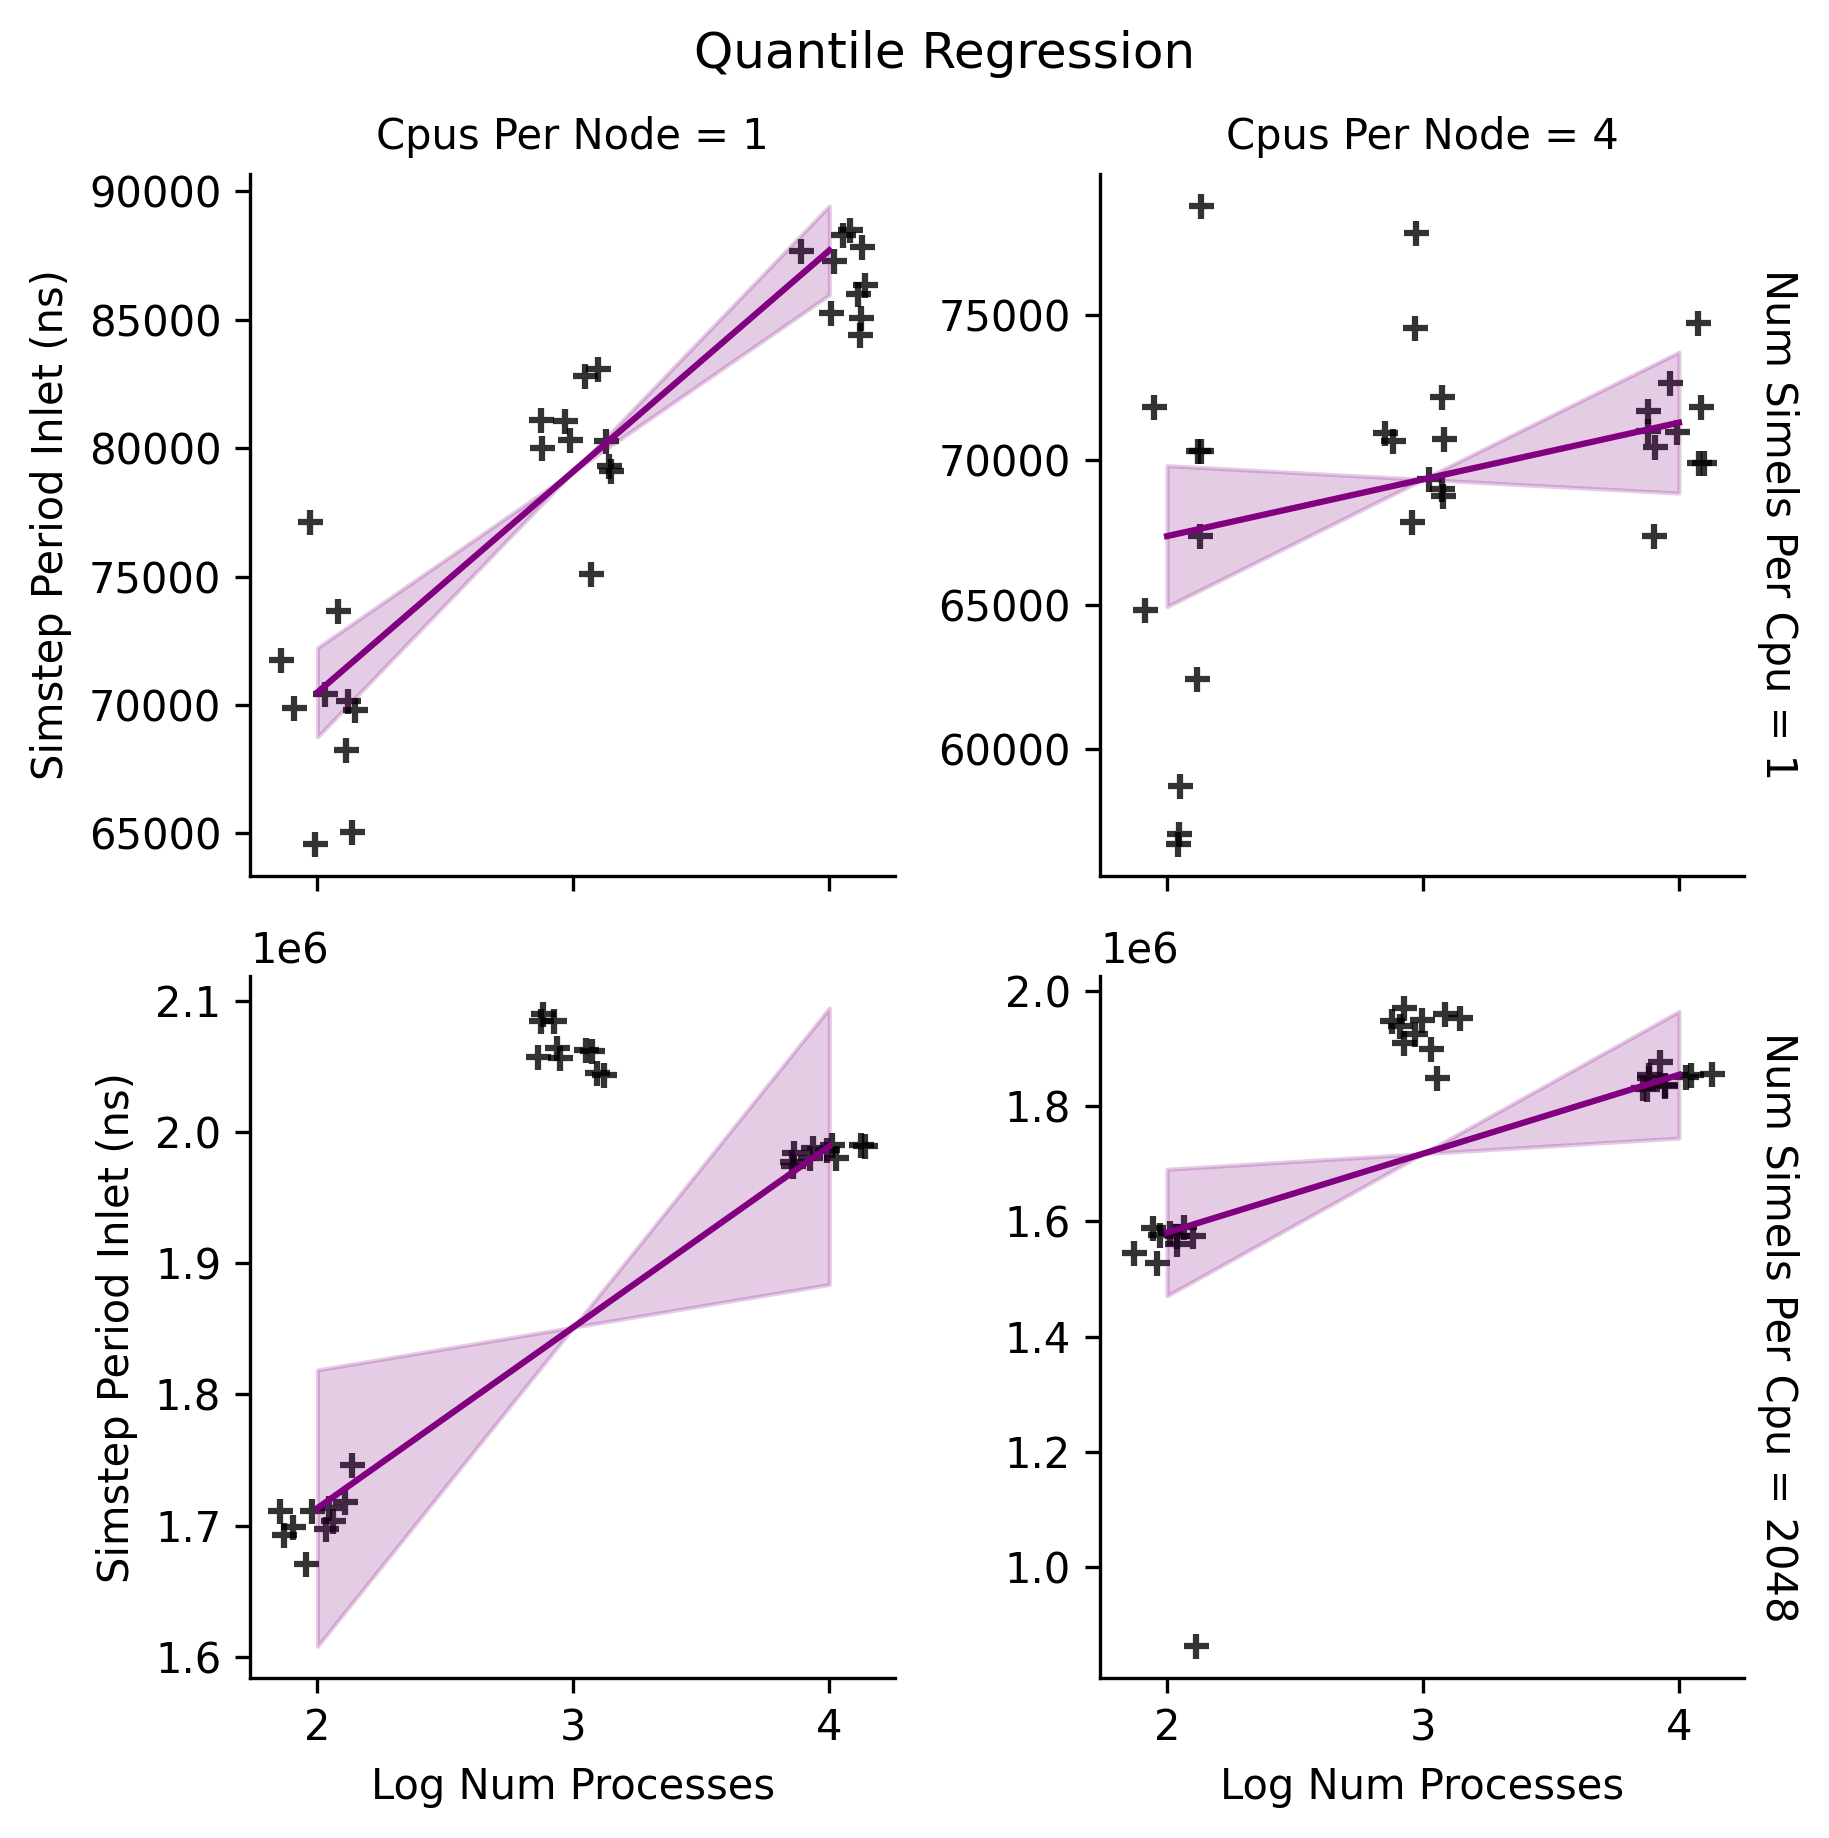 Quantile Regression
Cpus Per Node = 1
Cpus Per Node = 4
90000
85000
80000
75000
70000
65000
Simstep Period Inlet (ns)
75000
70000
65000
60000
Num Simels Per Cpu = 1
1e6
2.1
2.0
1.9
1.8
1.7
1.6
Simstep Period Inlet (ns)
2
3
4
Log Num Processes
1e6
2.0
1.8
1.6
1.4
1.2
1.0
2
3
4
Log Num Processes
Num Simels Per Cpu = 2048